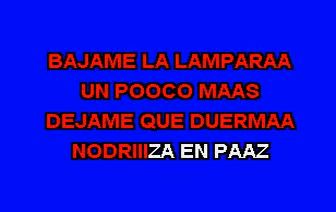 BAJAME LA LAMPARAA
UN POOCO MAAS
DEJAME QUE DUERMAA
NODRIIIZA EN PAAZ